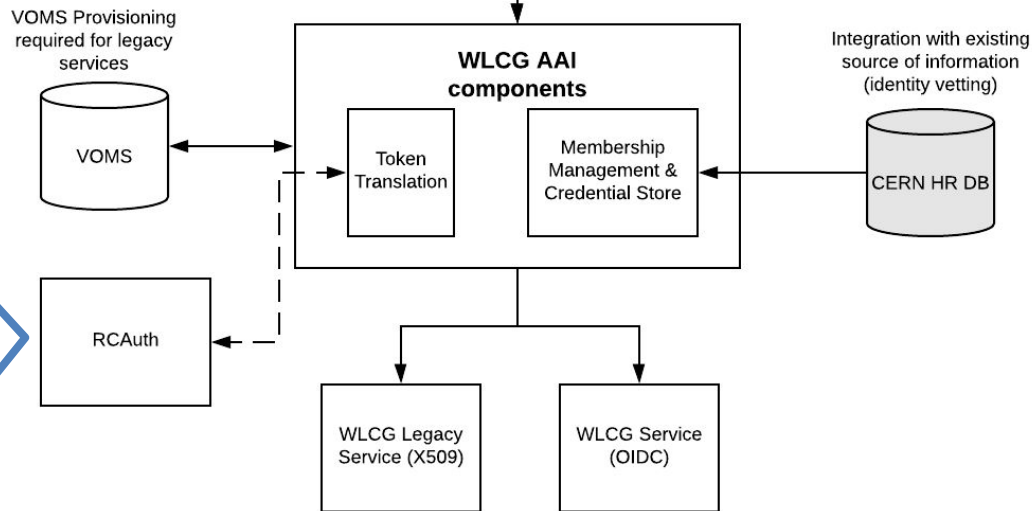 VOMS Provisioning
required for legacy
services
VOMS
WLCG AAI
components
Token
Translation
Membership
Management &
Credential Store
Integration with existing
source of information
(identity vetting)
CERN HR DB
RCAuth
WLCG Legacy
Service (X509)
WLCG Service
(OIDC)